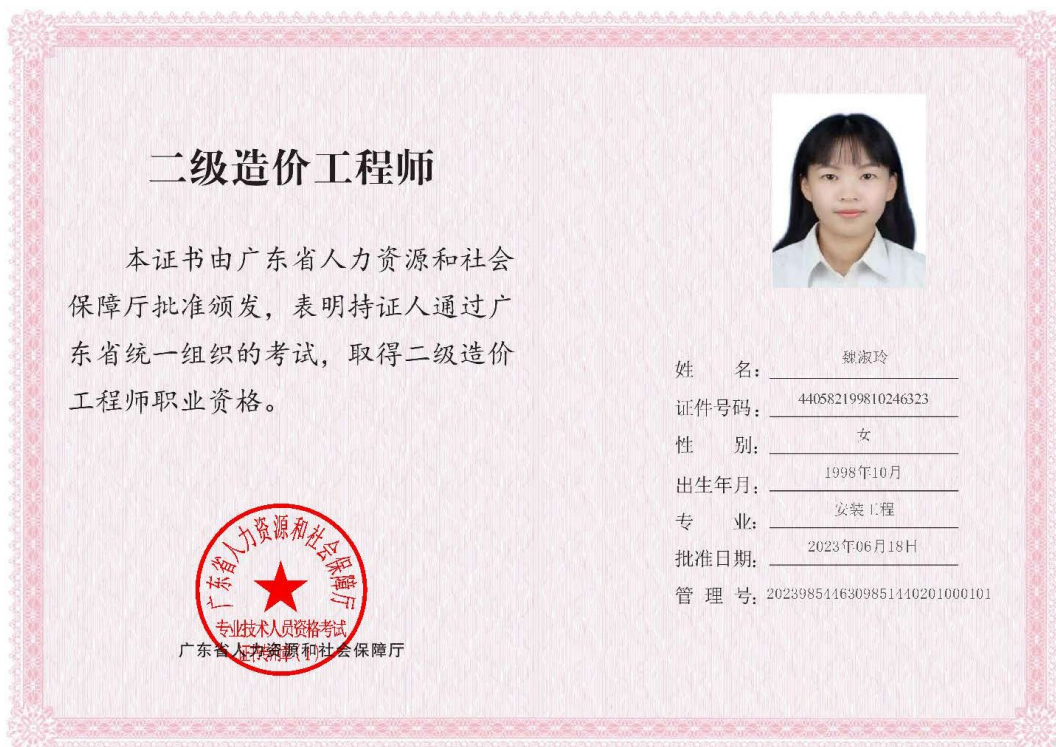 二级造价工程师
本证书由广东省人力资源和社会
保障厅批准颁发，表明持证人通过广
东省统一组织的考试，取得二级造价
工程师职业资格。
广东省人力资源和社会保障厅
专业技术人员资格考试
广东省人力资源和社会保障厅
姓 名：魏淑玲
证件号码：440582199810246323
性 别：女
出生年月：1998年10月
专 业：安装工程
批准日期：2023年06月18日
管 理 号：2023985446309851440201000101